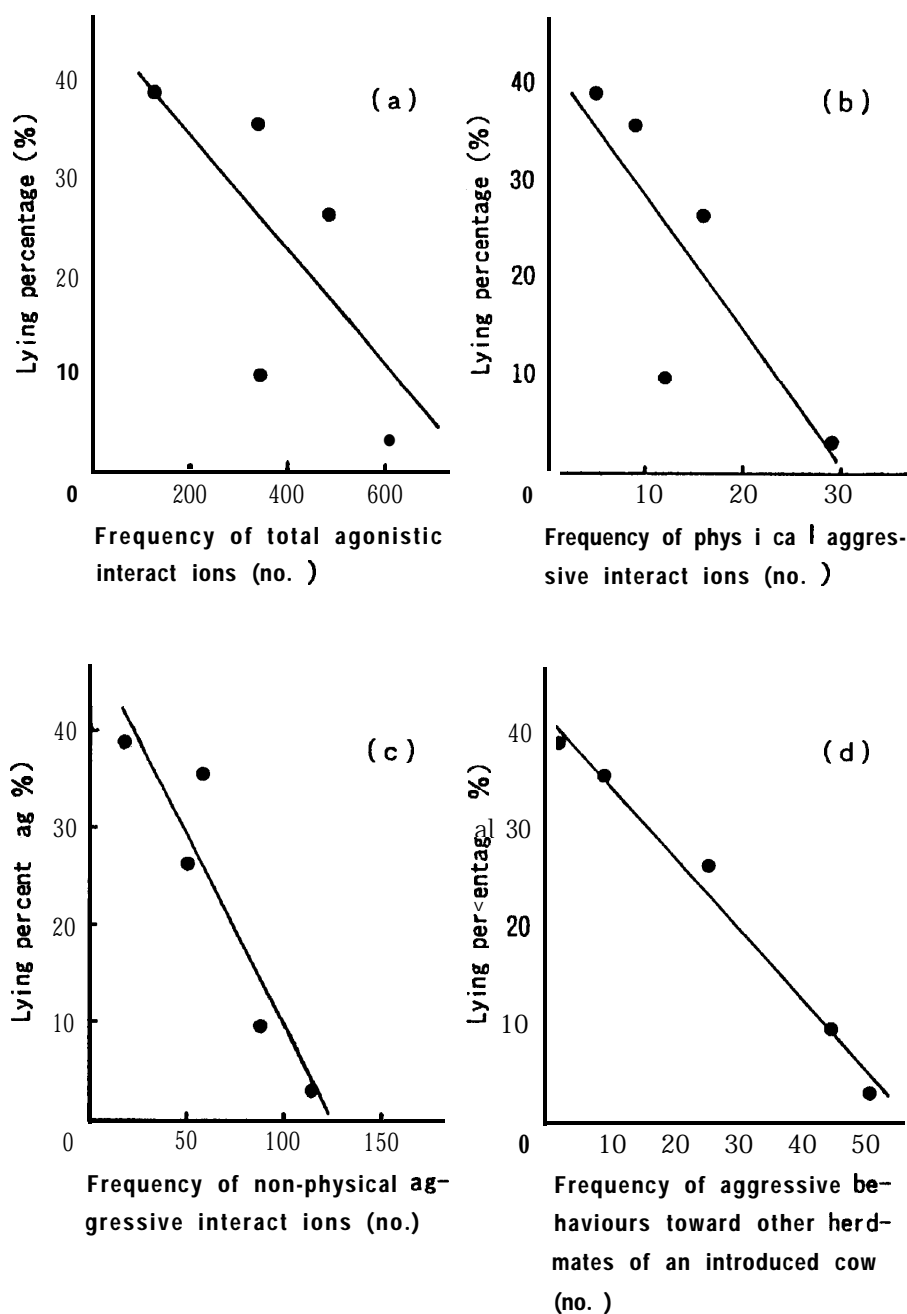 (a)
Lying percentage (%)
40
30
20
10
0
200 400 600
Frequency of total agonistic
interact ions (no. )
(b)
Lying percentage (%)
40
30
20
10
0
10 20 30
Frequency of phys i ca l aggres-
sive interact ions (no. )
(c)
Lying percent ag %)
40
30
20
10
0
50 100 150
Frequency of non-physical ag-
gressive interact ions (no.)
(d)
Lying per<entag al %)
40
30
20
10
0
10 20 30 40 50
Frequency of aggressive be-
haviours toward other herd-
mates of an introduced cow
(no. )